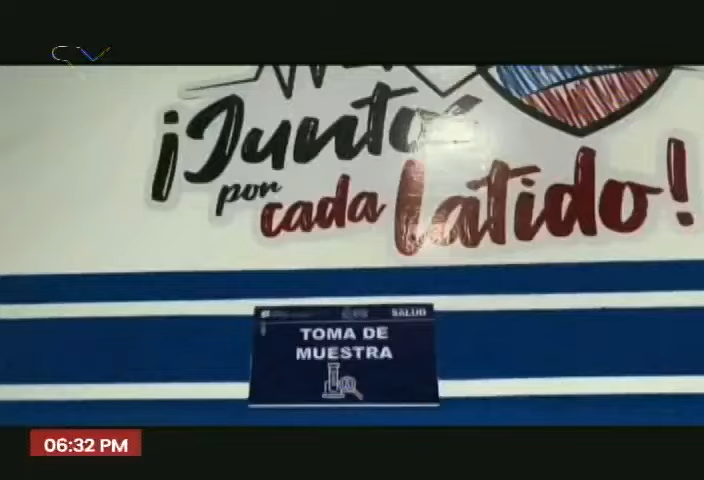 ¡Juntos
por
cada latido!
SALUD
TOMA DE
MUESTRA
06:32 PM